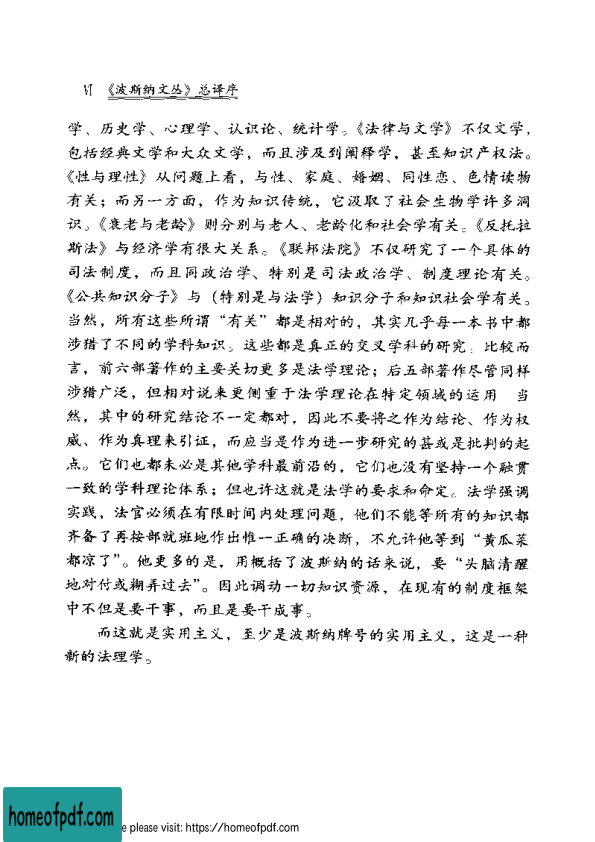 Ⅵ 《波斯纳文丛》总译序
学、历史学、心理学、认识论、统计学。《法律与文学》不仅文学，
包括经典文学和大众文学，而且涉及到阐释学，甚至知识产权法。
《性与理性》从问题上看，与性、家庭、婚姻、同性恋、色情读物
有关；而另一方面，作为知识传统，它汲取了社会生物学许多洞
识。《衰老与老龄》则分别与老人、老龄化和社会学有关。《反托拉
斯法》与经济学有很大关系。《联邦法院》不仅研究了一个具体的
司法制度，而且同政治学、特别是司法政治学、制度理论有关。
《公共知识分子》与（特别是与法学）知识分子和知识社会学有关。
当然，所有这些所谓“有关”都是相对的，其实几乎每一本书中都
涉猎了不同的学科知识。这些都是真正的交叉学科的研究。比较而
言，前六部著作的主要关切更多是法学理论；后五部著作尽管同样
涉猎广泛，但相对说来更侧重于法学理论在特定领域的运用 当
然，其中的研究结论不一定都对，因此不要将之作为结论、作为权
威、作为真理来引证，而应当是作为进一步研究的甚或是批判的起
点。它们也都未必是其他学科最前沿的，它们也没有坚持一个融贯
一致的学科理论体系；但也许这就是法学的要求和命定。法学强调
实践，法官必须在有限时间内处理问题，他们不能等所有的知识都
齐备了再按部就班地作出惟一正确的决断，不允许他等到“黄瓜菜
都凉了”。他更多的是，用概括了波斯纳的话来说，要“头脑清醒
地对付或糊弄过去”。因此调动一切知识资源，在现有的制度框架
中不但是要干事，而且是要干成事。
而这就是实用主义，至少是波斯纳牌号的实用主义，这是一种
新的法理学。
homeofpdf.com
e please visit: https://homeofpdf.com